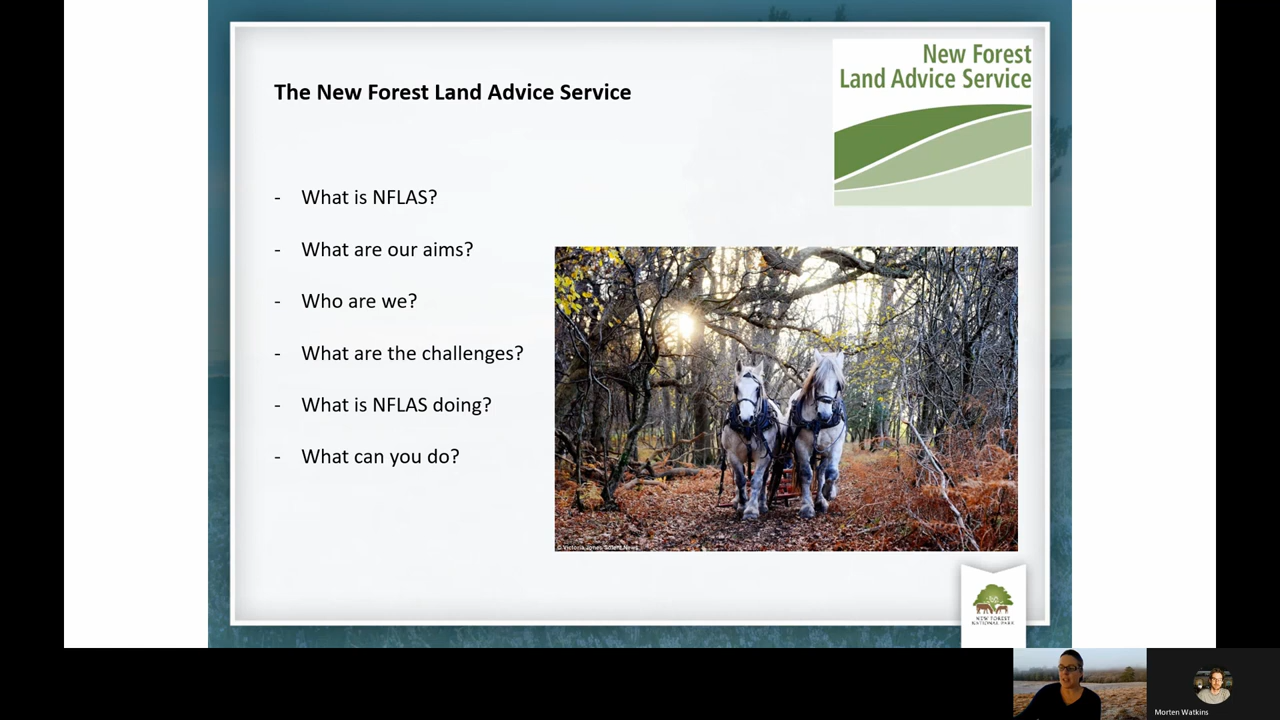 New Forest
Land Advice Service
The New Forest Land Advice Service
- What is NFLAS?
- What are our aims?
- Who are we?
- What are the challenges?
- What is NFLAS doing?
- What can you do?
NEW FOREST
NATIONAL PARK
Morten Watkins